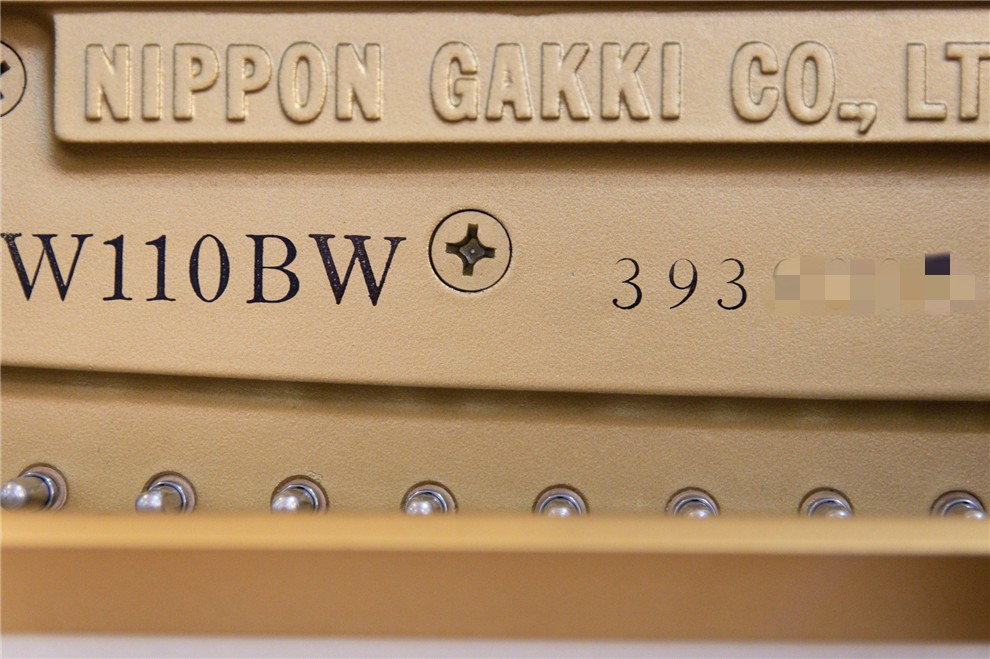 NIPPON GAKKI CO., LT
W110BW 393